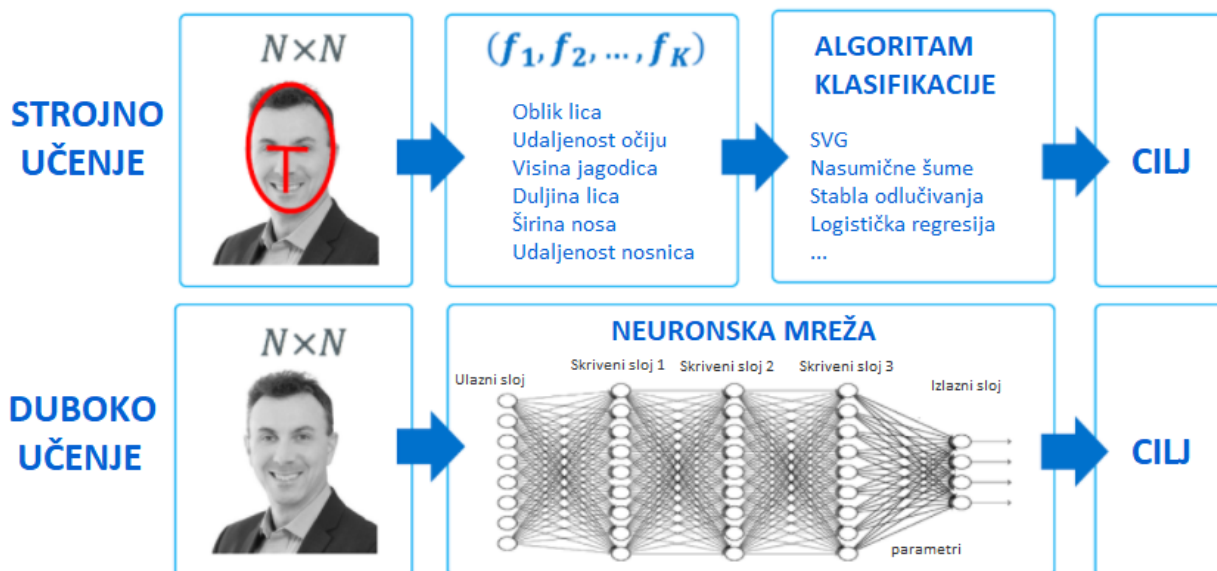 STROJNO
UČENJE
N×N
(f₁, f₂, ..., f_K)
Oblik lica
Udaljenost očiju
Visina jagodica
Duljina lica
Širina nosa
Udaljenost nosnica
ALGORITAM
KLASIFIKACIJE
SVG
Nasumične šume
Stabla odlučivanja
Logistička regresija
...
CILJ
DUBOKO
UČENJE
N×N
NEURONSKA MREŽA
Ulazni sloj
Skriveni sloj 1
Skriveni sloj 2
Skriveni sloj 3
Izlazni sloj
parametri
CILJ